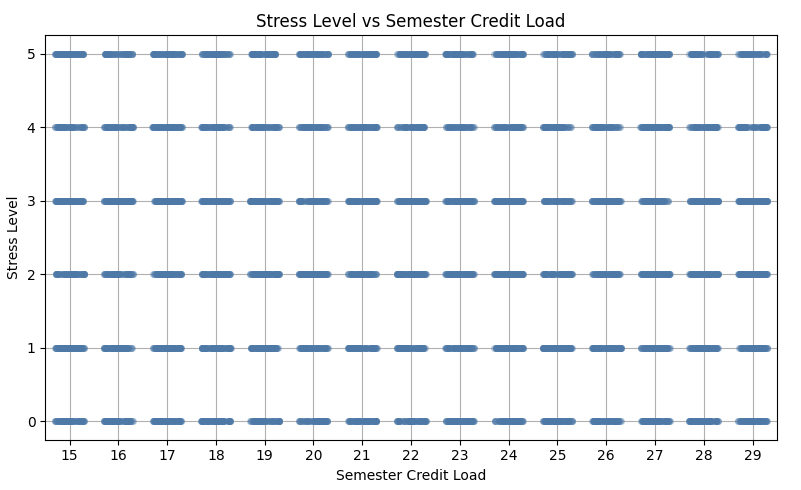 Stress Level vs Semester Credit Load
5
4
3
2
1
0
Stress Level
15 16 17 18 19 20 21 22 23 24 25 26 27 28 29
Semester Credit Load